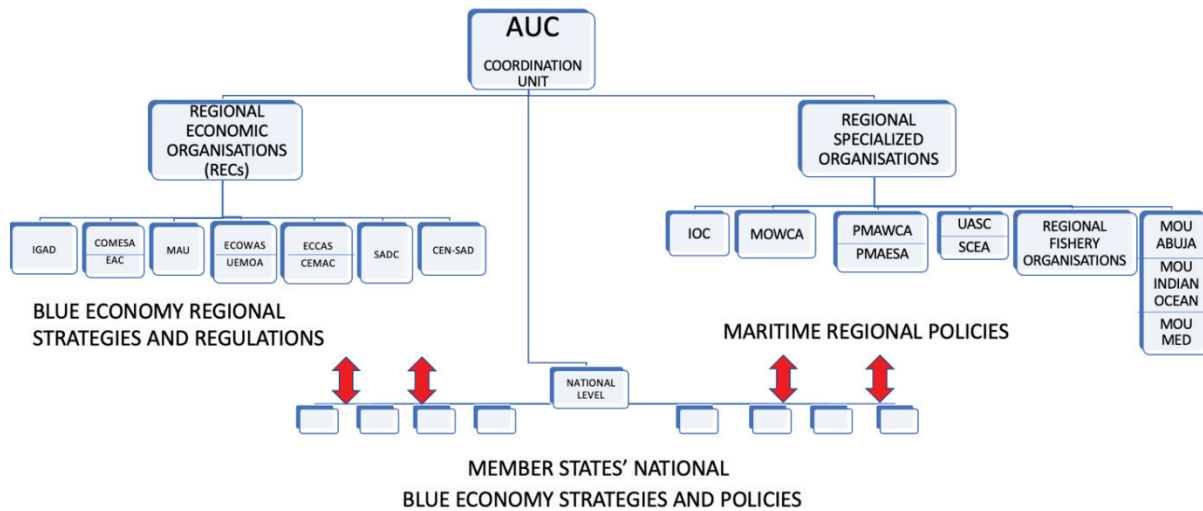 AUC
COORDINATION
UNIT
REGIONAL
ECONOMIC
ORGANISATIONS
(RECs)
REGIONAL
SPECIALIZED
ORGANISATIONS
IGAD
COMESA
EAC
MAU
ECOWAS
UEMOA
ECCAS
CEMAC
SADC
CEN-SAD
IOC
MOWCA
PMAWCA
PMAESA
UASC
SCEA
REGIONAL
FISHERY
ORGANISATIONS
MOU
ABUJA
MOU
INDIAN
OCEAN
MOU
MED
BLUE ECONOMY REGIONAL
STRATEGIES AND REGULATIONS
MARITIME REGIONAL POLICIES
NATIONAL
LEVEL
MEMBER STATES' NATIONAL
BLUE ECONOMY STRATEGIES AND POLICIES